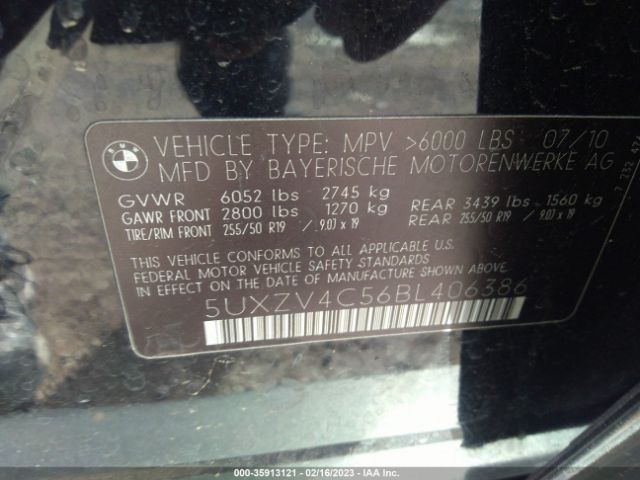 BMW
VEHICLE TYPE: MPV >6000 LBS 07/10
MFD BY BAYERISCHE MOTORENWERKE AG
GVWR 6052 lbs 2745 kg
GAWR FRONT 2800 lbs 1270 kg REAR 3439 lbs - 1560 kg
TIRE/RIM FRONT 255/50 R19 / 9.0J x 19 REAR 255/50 R19 / 9.0J x 19
THIS VEHICLE CONFORMS TO ALL APPLICABLE U.S.
FEDERAL MOTOR VEHICLE SAFETY STANDARDS
IN EFFECT ON THE DATE OF MANUFACTURE SHOWN ABOVE.
5UXZV4C56BL406386
000-35913121 - 02/16/2023 - IAA Inc.